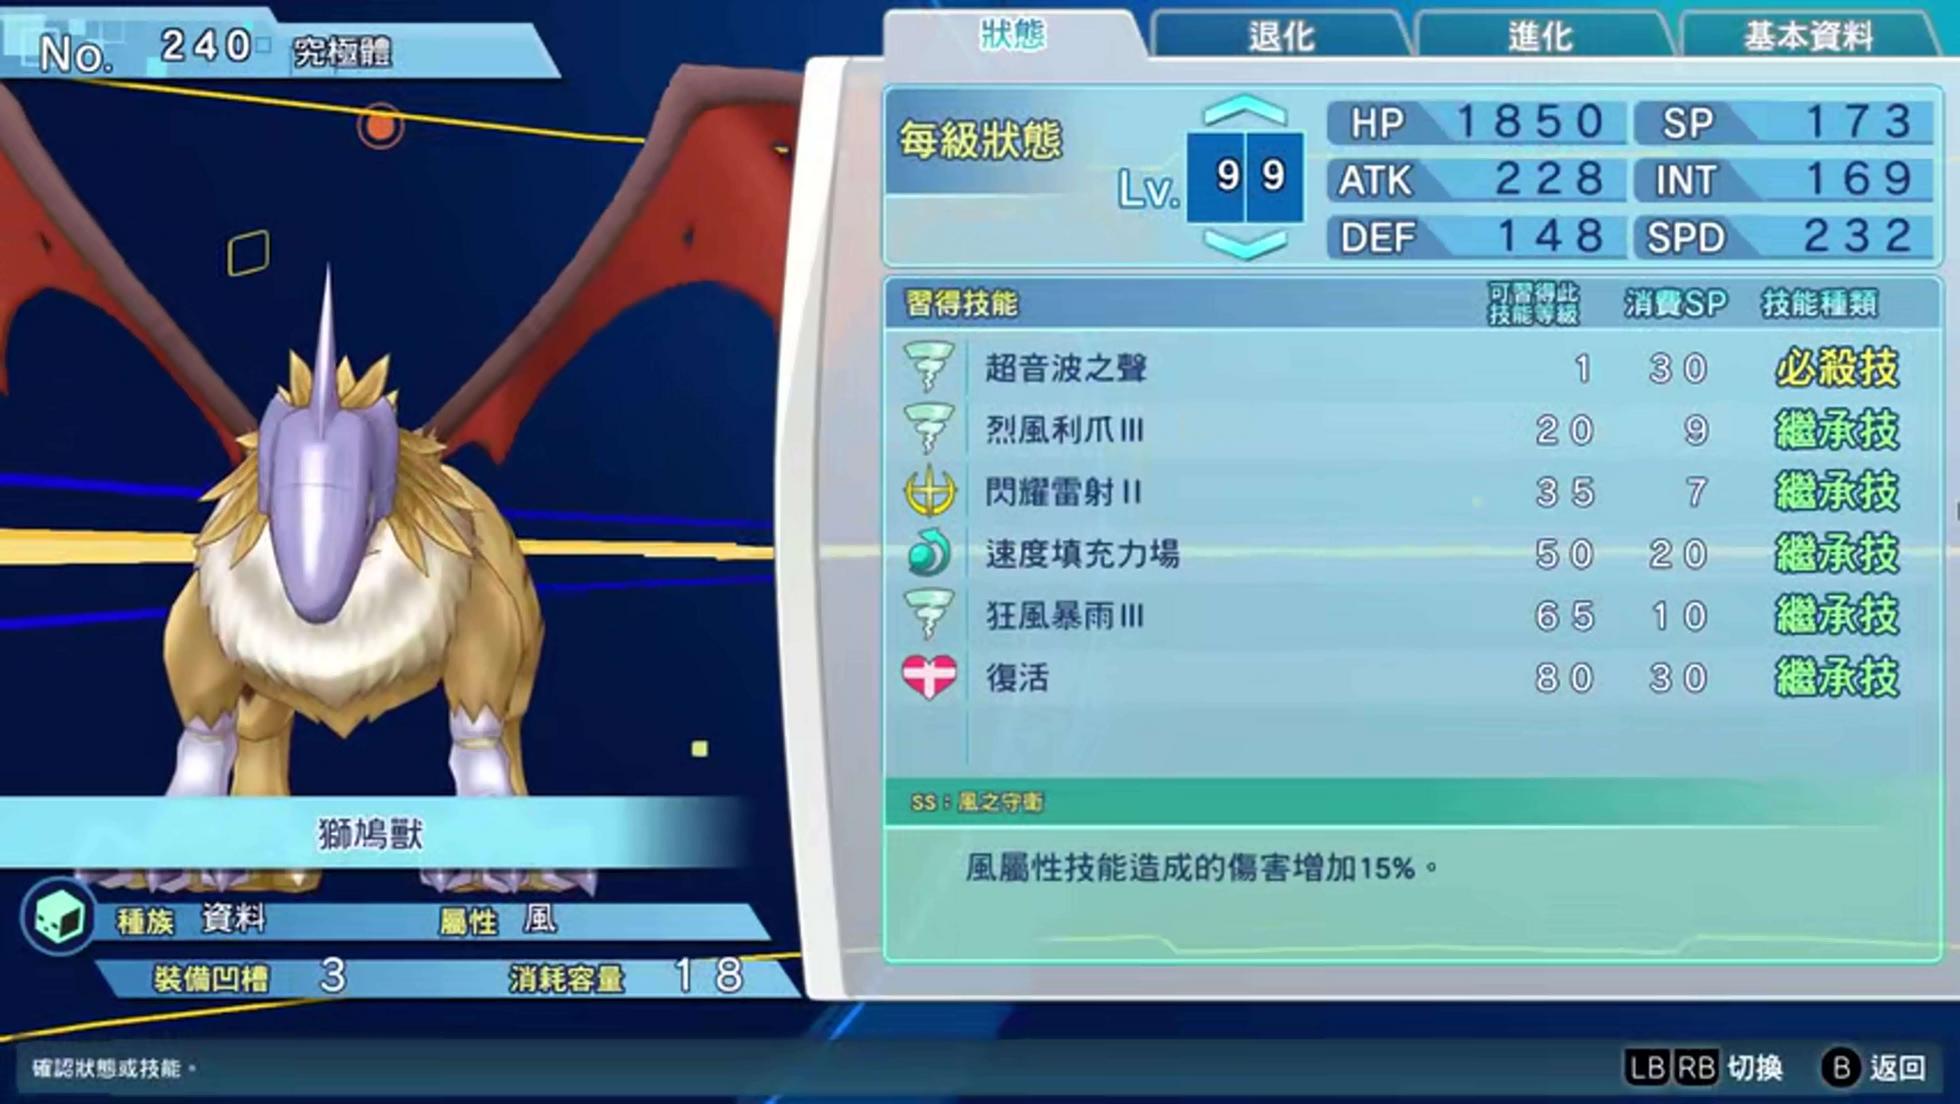 No. 240 究極體
狀態 退化 進化 基本資料
每級狀態
Lv. 99
HP 1850 SP 173
ATK 228 INT 169
DEF 148 SPD 232
習得技能 可習得此技能等級 消費SP 技能種類
超音波之聲 1 30 必殺技
烈風利爪III 20 9 繼承技
閃耀雷射II 35 7 繼承技
速度填充力場 50 20 繼承技
狂風暴雨III 65 10 繼承技
復活 80 30 繼承技
SS：風之守衛
風屬性技能造成的傷害增加15%。
獅鳩獸
種族 資料 屬性 風
裝備凹槽 3 消耗容量 18
確認狀態或技能。
LB RB 切換 B 返回